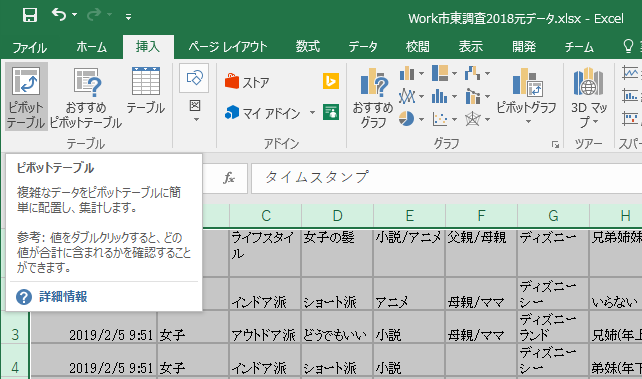 Work市東調査2018元データ.xlsx - Excel
ファイル ホーム 挿入 ページ レイアウト 数式 データ 校閲 表示 開発 チーム
ピボット
テーブル
おすすめ
ピボットテーブル
テーブル
図
ストア
マイ アドイン
おすすめ
グラフ
ピボットグラフ
3D マッ
プ
テーブル アドイン グラフ ツアー スパ
fx タイムスタンプ
ピボットテーブル
複雑なデータをピボットテーブルに簡
単に配置し、集計します。
参考: 値をダブルクリックすると、どの
値が合計に含まれるかを確認すること
ができます。
? 詳細情報
C D E F G H
ライフスタイ
ル
女子の髪 小説/アニメ 父親/母親 ディズニー 兄弟姉妹
インドア派 ショート派 アニメ 母親/ママ ディズニー
シー
いらない
3 2019/2/5 9:51 女子 アウトドア派 どうでもいい 小説 母親/ママ ディズニー
ランド
兄姉(年上
4 2019/2/5 9:51 女子 インドア派 ショート派 小説 ディズニー
シー
弟妹(年下